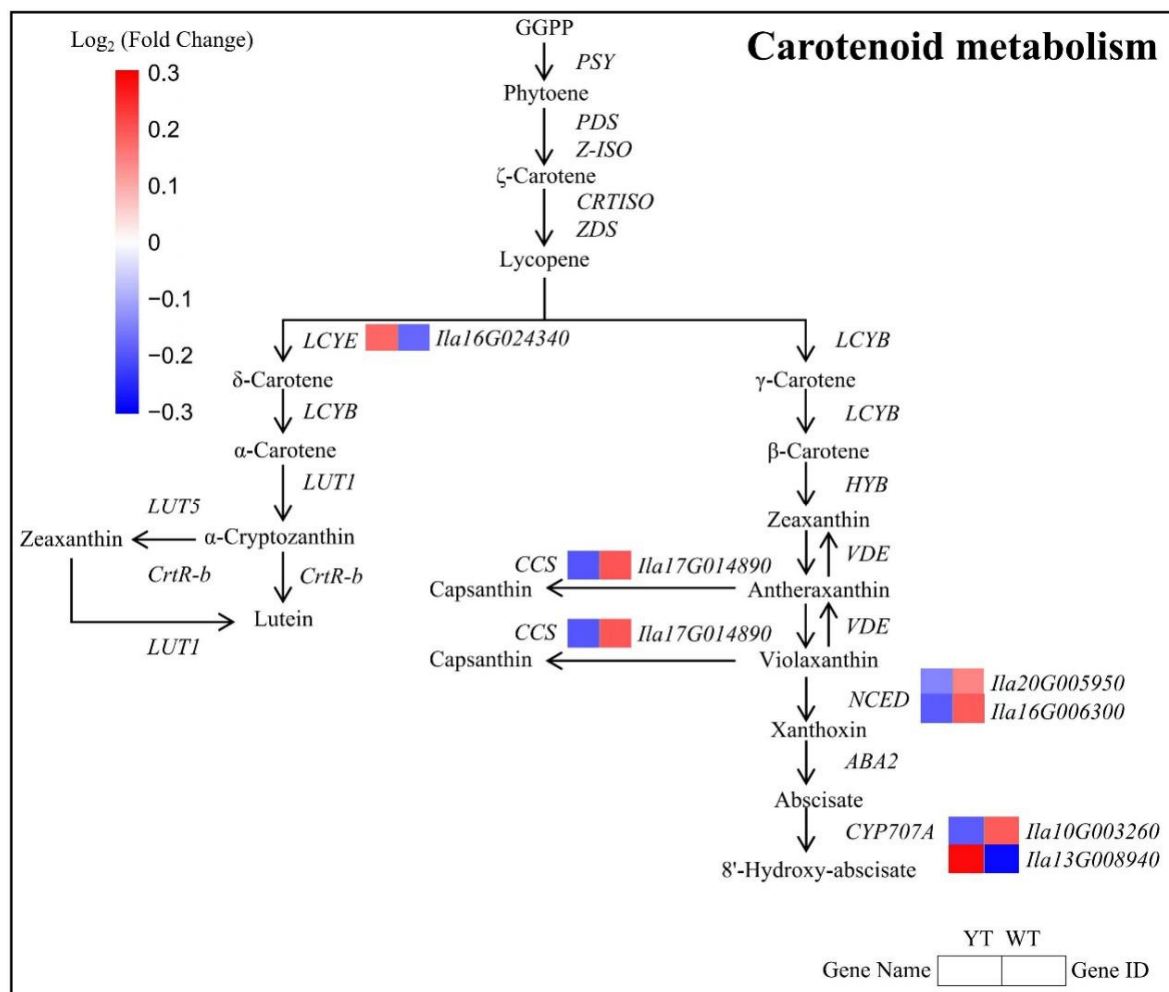 Log₂ (Fold Change)
0.3
0.2
0.1
0
−0.1
−0.2
−0.3
Carotenoid metabolism
GGPP
PSY
Phytoene
PDS
Z-ISO
ζ-Carotene
CRTISO
ZDS
Lycopene
LCYE Ila16G024340
δ-Carotene
LCYB
α-Carotene
LUT1
LUT5
Zeaxanthin
α-Cryptozanthin
CrtR-b
CrtR-b
Lutein
LUT1
LCYB
γ-Carotene
LCYB
β-Carotene
HYB
Zeaxanthin
VDE
CCS Ila17G014890
Capsanthin
Antheraxanthin
VDE
CCS Ila17G014890
Capsanthin
Violaxanthin
NCED
Ila20G005950
Ila16G006300
Xanthoxin
ABA2
Abscisate
CYP707A Ila10G003260
Ila13G008940
8'-Hydroxy-abscisate
YT WT
Gene Name Gene ID